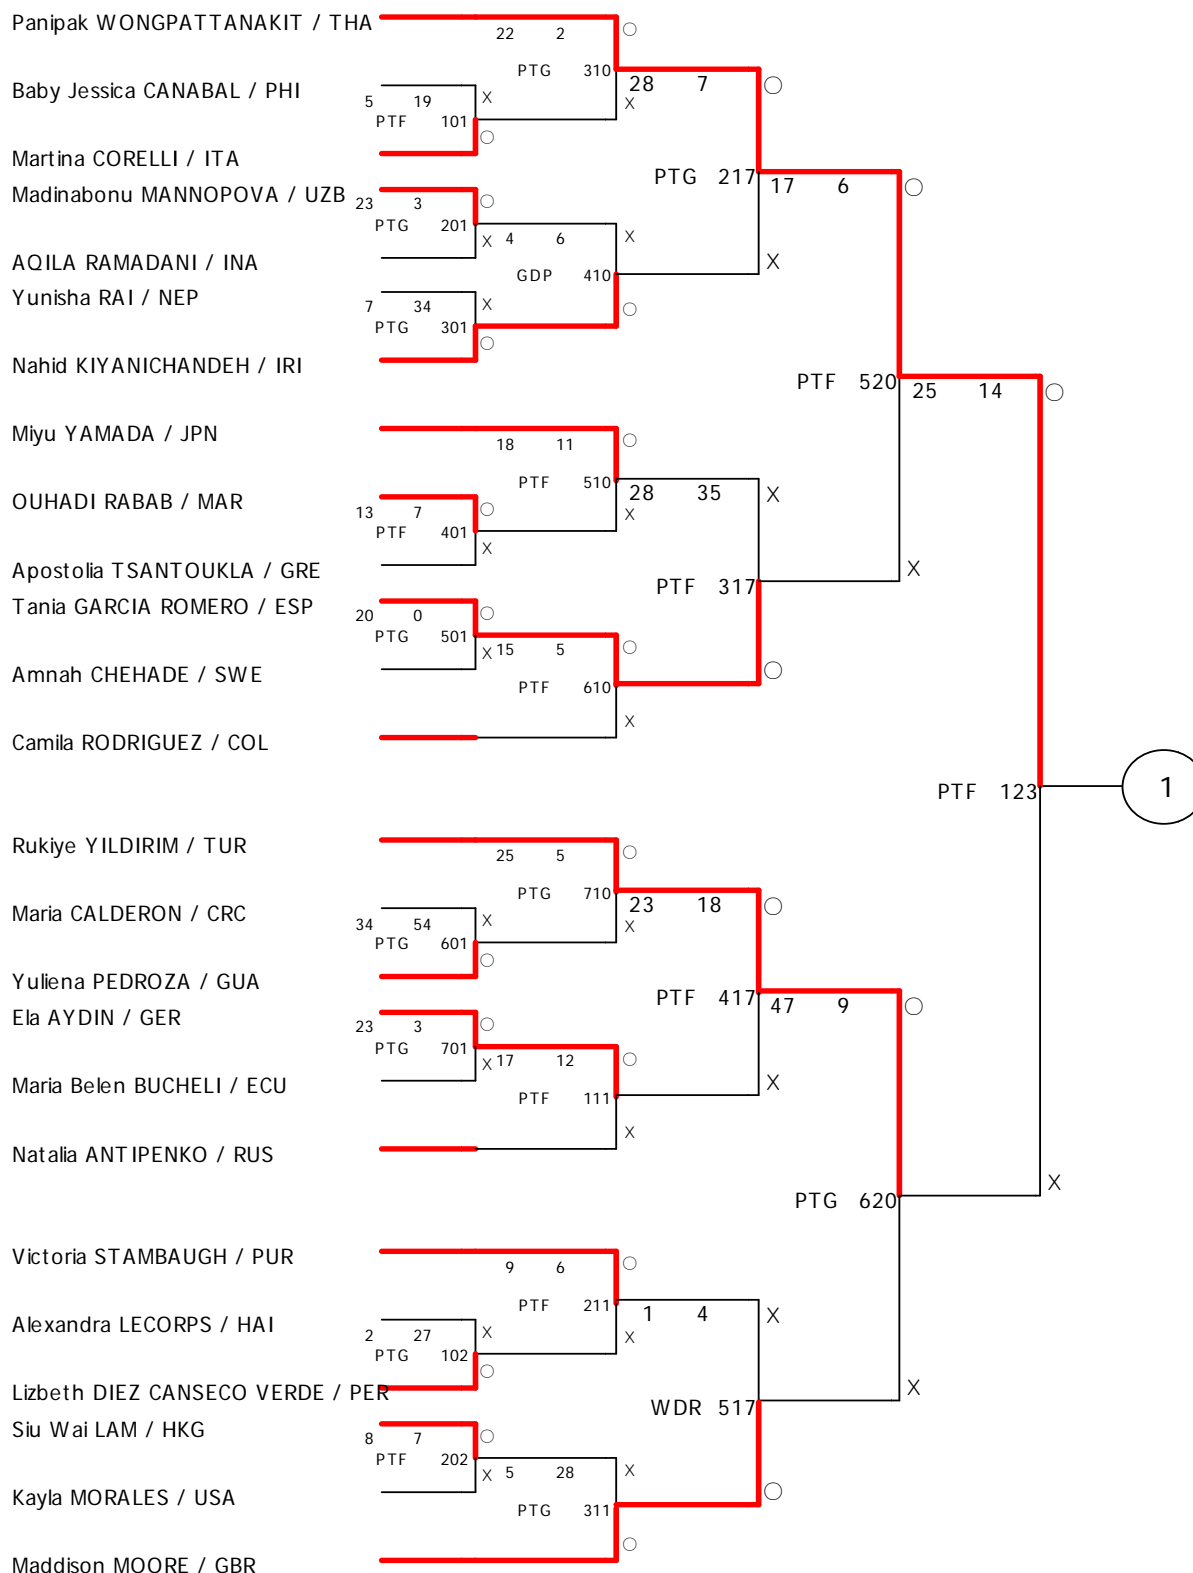 Panipak WONGPATTANAKIT / THA
22 2 ○
PTG 310
28 7 ○
Baby Jessica CANABAL / PHI
5 19 X
X
PTF 101
○
Martina CORELLI / ITA
PTG 217
17 6 ○
Madinabonu MANNOPOVA / UZB
23 3 ○
PTG 201
X 4 6 X
AQILA RAMADANI / INA
GDP 410
X
Yunisha RAI / NEP
7 34 X
○
PTG 301
○
Nahid KIYANICHANDEH / IRI
PTF 520
25 14 ○
Miyu YAMADA / JPN
18 11 ○
PTF 510
28 35 X
OUHADI RABAB / MAR
13 7 ○
X
PTF 401
X
Apostolia TSANTOUKLA / GRE
X
PTF 317
Tania GARCIA ROMERO / ESP
20 0 ○
PTG 501
X 15 5 ○
Amnah CHEHADE / SWE
○
PTF 610
X
Camila RODRIGUEZ / COL
PTF 123
1
Rukiye YILDIRIM / TUR
25 5 ○
PTG 710
23 18 ○
Maria CALDERON / CRC
34 54 X
X
PTG 601
○
Yuliena PEDROZA / GUA
PTF 417
47 9 ○
Ela AYDIN / GER
23 3 ○
PTG 701
X 17 12 ○
Maria Belen BUCHELI / ECU
X
PTF 111
X
Natalia ANTIPENKO / RUS
X
PTG 620
Victoria STAMBAUGH / PUR
9 6 ○
PTF 211
1 4 X
Alexandra LECORPS / HAI
2 27 X
X
PTG 102
○
Lizbeth DIEZ CANSECO VERDE / PER
X
WDR 517
Siu Wai LAM / HKG
8 7 ○
PTF 202
X 5 28 X
Kayla MORALES / USA
○
PTG 311
○
Maddison MOORE / GBR